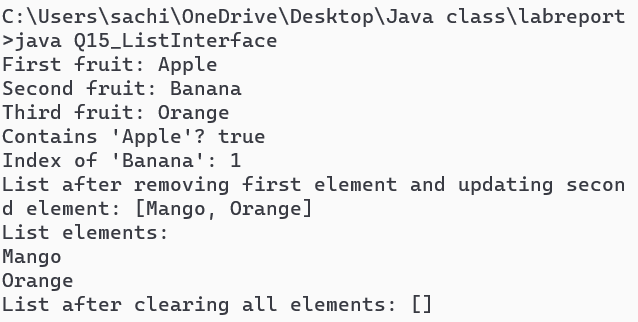 C:\Users\sachi\OneDrive\Desktop\Java class\labreport
>java Q15_ListInterface
First fruit: Apple
Second fruit: Banana
Third fruit: Orange
Contains 'Apple'? true
Index of 'Banana': 1
List after removing first element and updating secon
d element: [Mango, Orange]
List elements:
Mango
Orange
List after clearing all elements: []